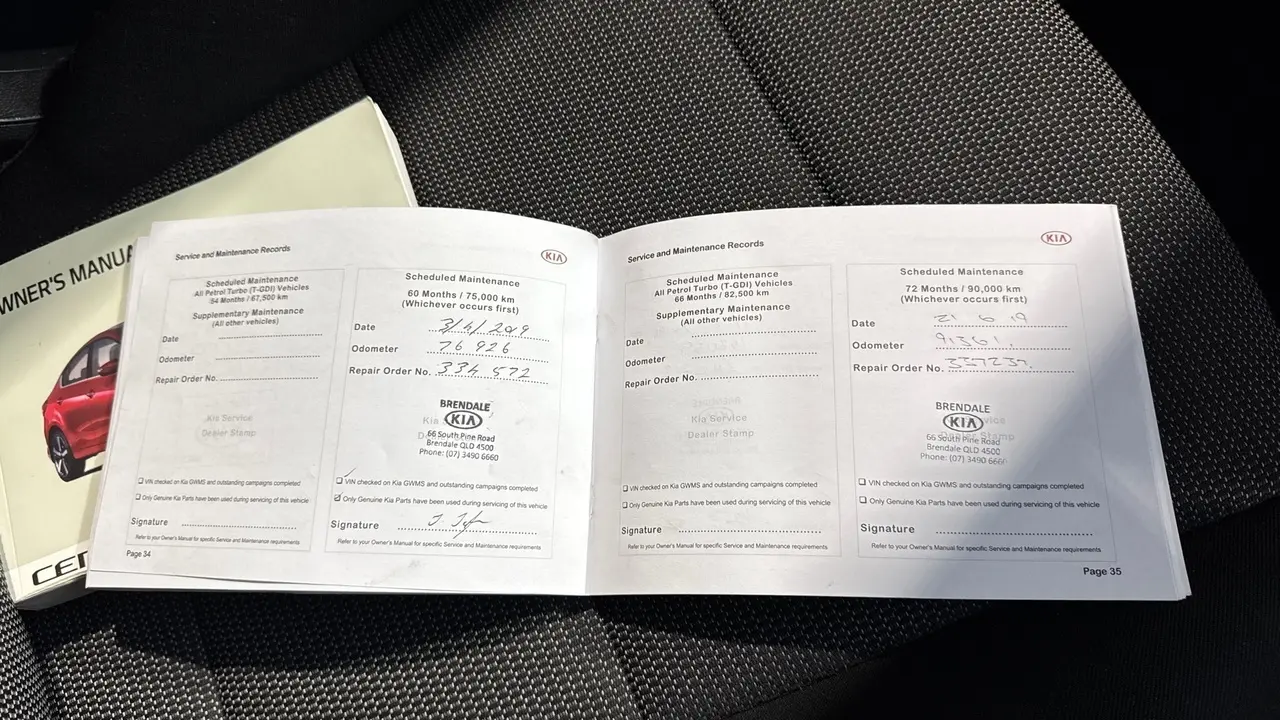 OWNER'S MANUA
CE
Service and Maintenance Records
KIA
Scheduled Maintenance
All Petrol Turbo (T-GDI) Vehicles
54 Months / 67,500 km
Supplementary Maintenance
(All other vehicles)
Date
Odometer
Repair Order No.
Kia Service
Dealer Stamp
VIN checked on Kia GWMS and outstanding campaigns completed
Only Genuine Kia Parts have been used during servicing of this vehicle
Signature
Refer to your Owner's Manual for specific Service and Maintenance requirements
Page 34
Scheduled Maintenance
60 Months / 75,000 km
(Whichever occurs first)
Date 3/4/2019
Odometer 76 926
Repair Order No. 334 572
BRENDALE
KIA
66 South Pine Road
Brendale QLD 4500
Phone: (07) 3490 6660
VIN checked on Kia GWMS and outstanding campaigns completed
Only Genuine Kia Parts have been used during servicing of this vehicle
Signature
Refer to your Owner's Manual for specific Service and Maintenance requirements
Service and Maintenance Records
KIA
Scheduled Maintenance
All Petrol Turbo (T-GDI) Vehicles
66 Months / 82,500 km
Supplementary Maintenance
(All other vehicles)
Date
Odometer
Repair Order No.
Kia Service
Dealer Stamp
VIN checked on Kia GWMS and outstanding campaigns completed
Only Genuine Kia Parts have been used during servicing of this vehicle
Signature
Refer to your Owner's Manual for specific Service and Maintenance requirements
Scheduled Maintenance
72 Months / 90,000 km
(Whichever occurs first)
Date 21 6 19
Odometer 91361.
Repair Order No. 337237.
BRENDALE
KIA
66 South Pine Road
Brendale QLD 4500
Phone: (07) 3490 6660
VIN checked on Kia GWMS and outstanding campaigns completed
Only Genuine Kia Parts have been used during servicing of this vehicle
Signature
Refer to your Owner's Manual for specific Service and Maintenance requirements
Page 35